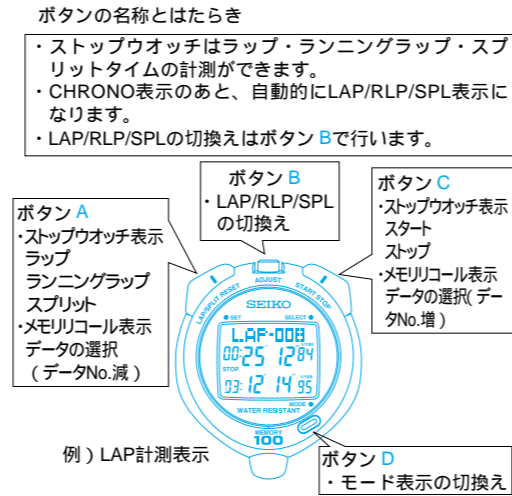 ボタンの名称とはたらき
・ストップウオッチはラップ・ランニングラップ・スプ
リットタイムの計測ができます。
・CHRONO表示のあと、自動的にLAP/RLP/SPL表示に
なります。
・LAP/RLP/SPLの切換えはボタン Bで行います。
ボタン B
・LAP/RLP/SPL
の切換え
ボタン A
・ストップウオッチ表示
ラップ
ランニングラップ
スプリット
・メモリリコール表示
データの選択
（データNo.減）
ボタン C
・ストップウオッチ表示
スタート
ストップ
・メモリリコール表示
データの選択(デー
タNo.増）
LAP/SPLIT RESET
ADJUST
START STOP
SEIKO
● SET
SELECT ●
LAP-008
1/100
00:25 12 84
STOP
1/100
03:12 14 95
MODE ●
WATER RESISTANT
MEMORY
100
例）LAP計測表示
ボタン D
・モード表示の切換え